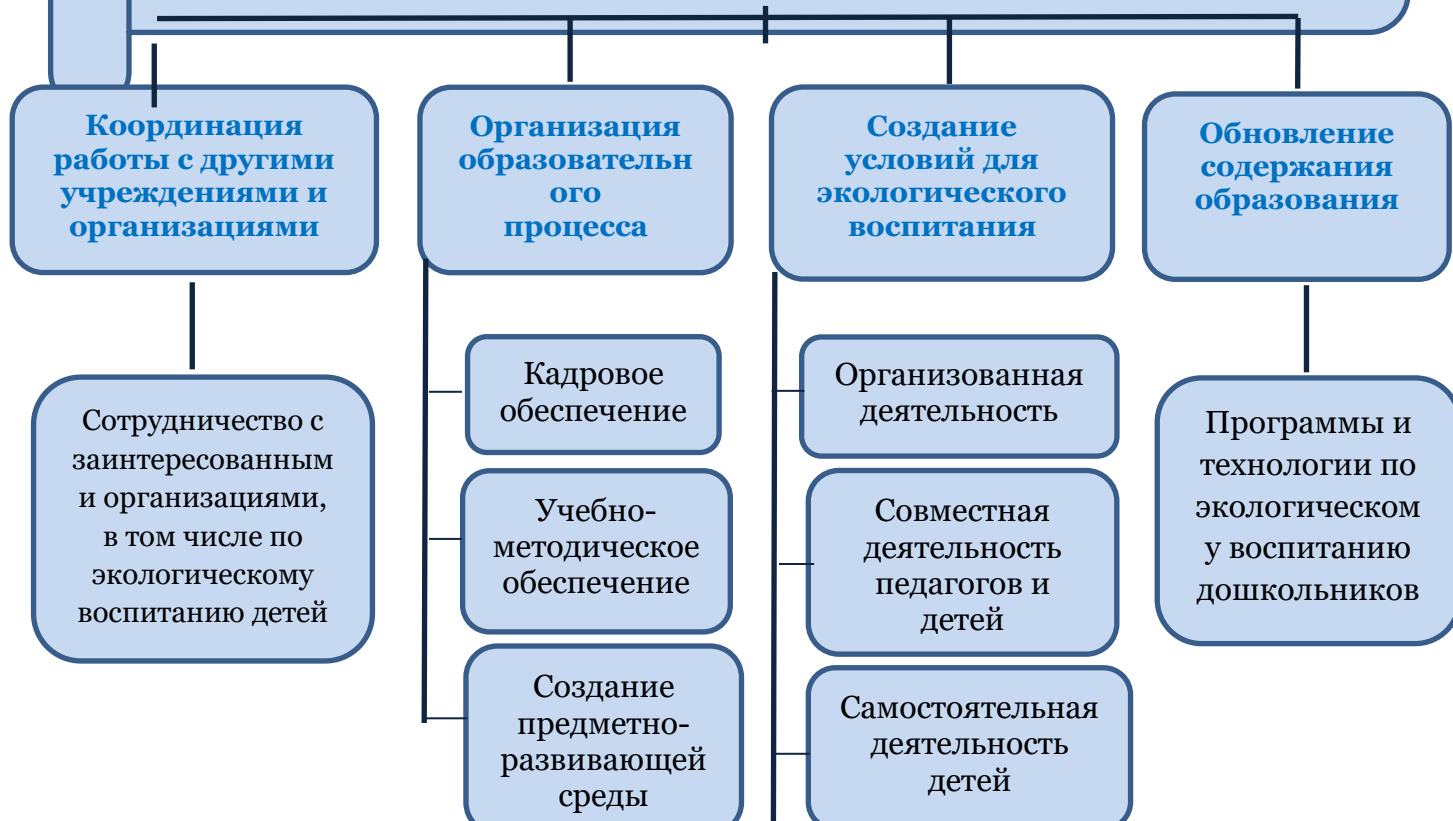 Координация
работы с другими
учреждениями и
организациями
Организация
образовательн
ого
процесса
Создание
условий для
экологического
воспитания
Обновление
содержания
образования
Сотрудничество с
заинтересованным
и организациями,
в том числе по
экологическому
воспитанию детей
Кадровое
обеспечение
Учебно-
методическое
обеспечение
Создание
предметно-
развивающей
среды
Организованная
деятельность
Совместная
деятельность
педагогов и
детей
Самостоятельная
деятельность
детей
Программы и
технологии по
экологическом
у воспитанию
дошкольников